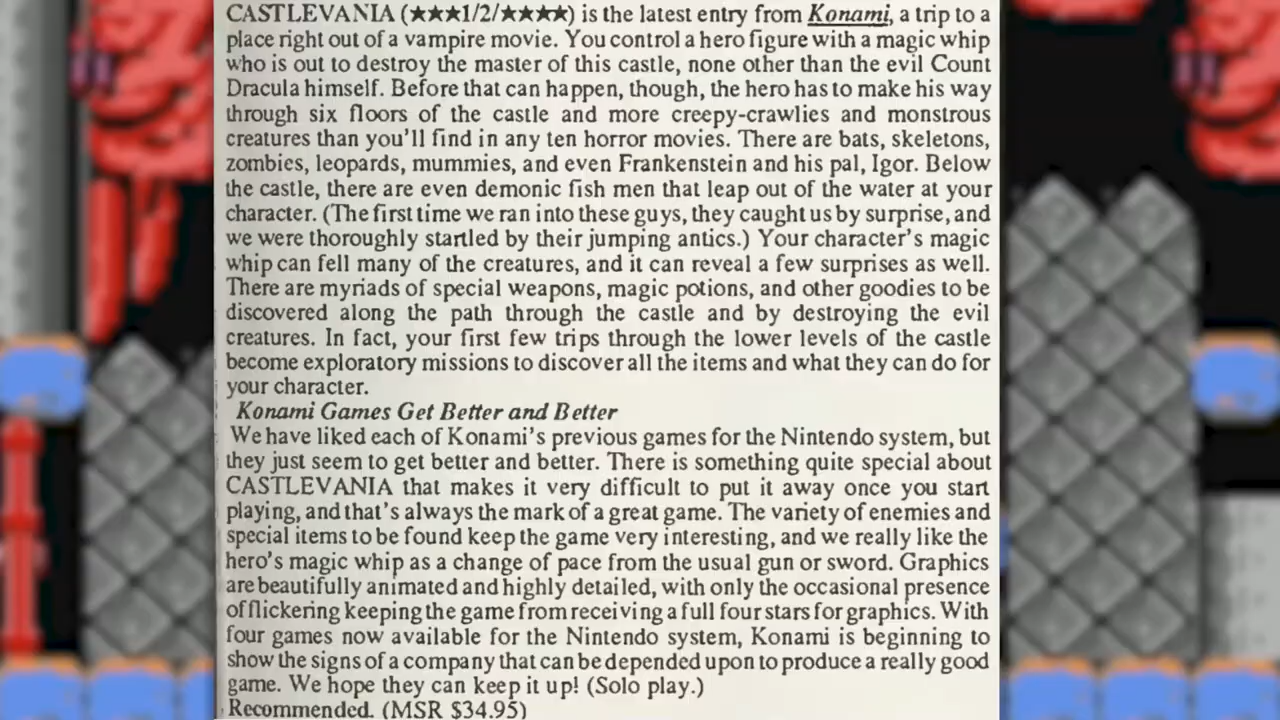 CASTLEVANIA (★★★1/2/★★★★) is the latest entry from Konami, a trip to a
place right out of a vampire movie. You control a hero figure with a magic whip
who is out to destroy the master of this castle, none other than the evil Count
Dracula himself. Before that can happen, though, the hero has to make his way
through six floors of the castle and more creepy-crawlies and monstrous
creatures than you'll find in any ten horror movies. There are bats, skeletons,
zombies, leopards, mummies, and even Frankenstein and his pal, Igor. Below
the castle, there are even demonic fish men that leap out of the water at your
character. (The first time we ran into these guys, they caught us by surprise, and
we were thoroughly startled by their jumping antics.) Your character's magic
whip can fell many of the creatures, and it can reveal a few surprises as well.
There are myriads of special weapons, magic potions, and other goodies to be
discovered along the path through the castle and by destroying the evil
creatures. In fact, your first few trips through the lower levels of the castle
become exploratory missions to discover all the items and what they can do for
your character.
Konami Games Get Better and Better
We have liked each of Konami's previous games for the Nintendo system, but
they just seem to get better and better. There is something quite special about
CASTLEVANIA that makes it very difficult to put it away once you start
playing, and that's always the mark of a great game. The variety of enemies and
special items to be found keep the game very interesting, and we really like the
hero's magic whip as a change of pace from the usual gun or sword. Graphics
are beautifully animated and highly detailed, with only the occasional presence
of flickering keeping the game from receiving a full four stars for graphics. With
four games now available for the Nintendo system, Konami is beginning to
show the signs of a company that can be depended upon to produce a really good
game. We hope they can keep it up! (Solo play.)
Recommended. (MSR $34.95)